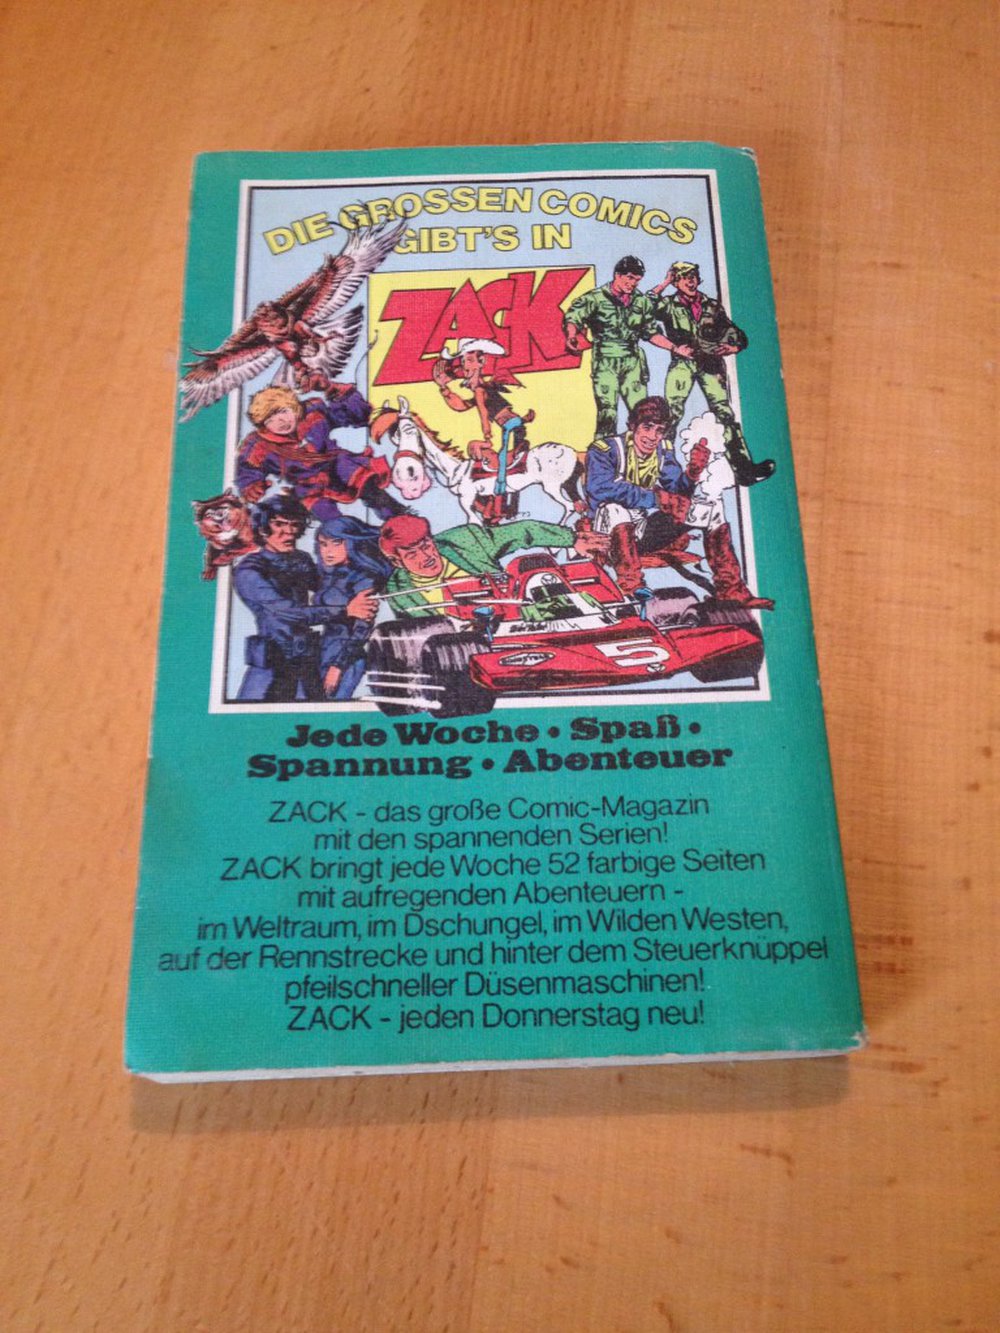 DIE GROSSEN COMICS
GIBT'S IN
ZACK
5
Jede Woche • Spaß •
Spannung • Abenteuer
ZACK - das große Comic-Magazin
mit den spannenden Serien!
ZACK bringt jede Woche 52 farbige Seiten
mit aufregenden Abenteuern -
im Weltraum, im Dschungel, im Wilden Westen,
auf der Rennstrecke und hinter dem Steuerknüppel
pfeilschneller Düsenmaschinen!
ZACK - jeden Donnerstag neu!